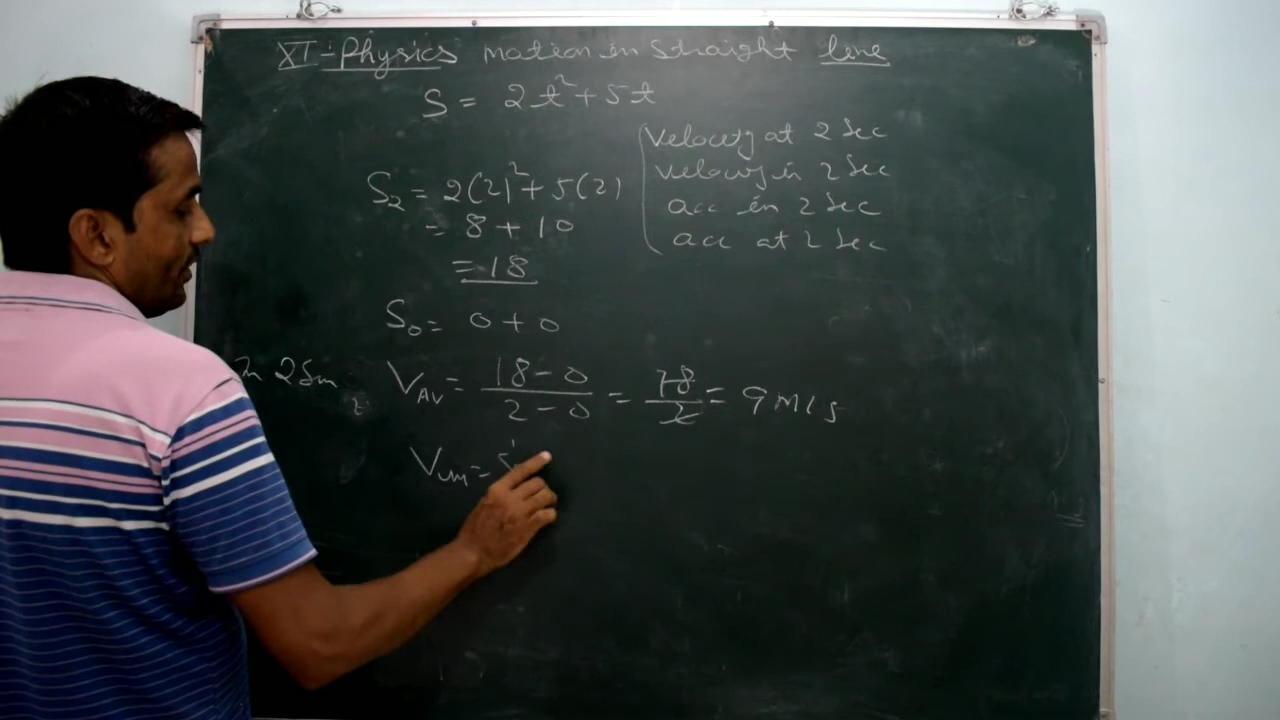 XI - Physics Motion in Straight line
S = 2t²+5t
Velocity at 2 Sec
velocity in 2 Sec
acc in 2 Sec
acc at 2 Sec
S₂ = 2(2)²+5(2)
= 8+10
=18
S₀= 0+0
V_AV = (18-0)/(2-0) = 18/2 = 9 m/s